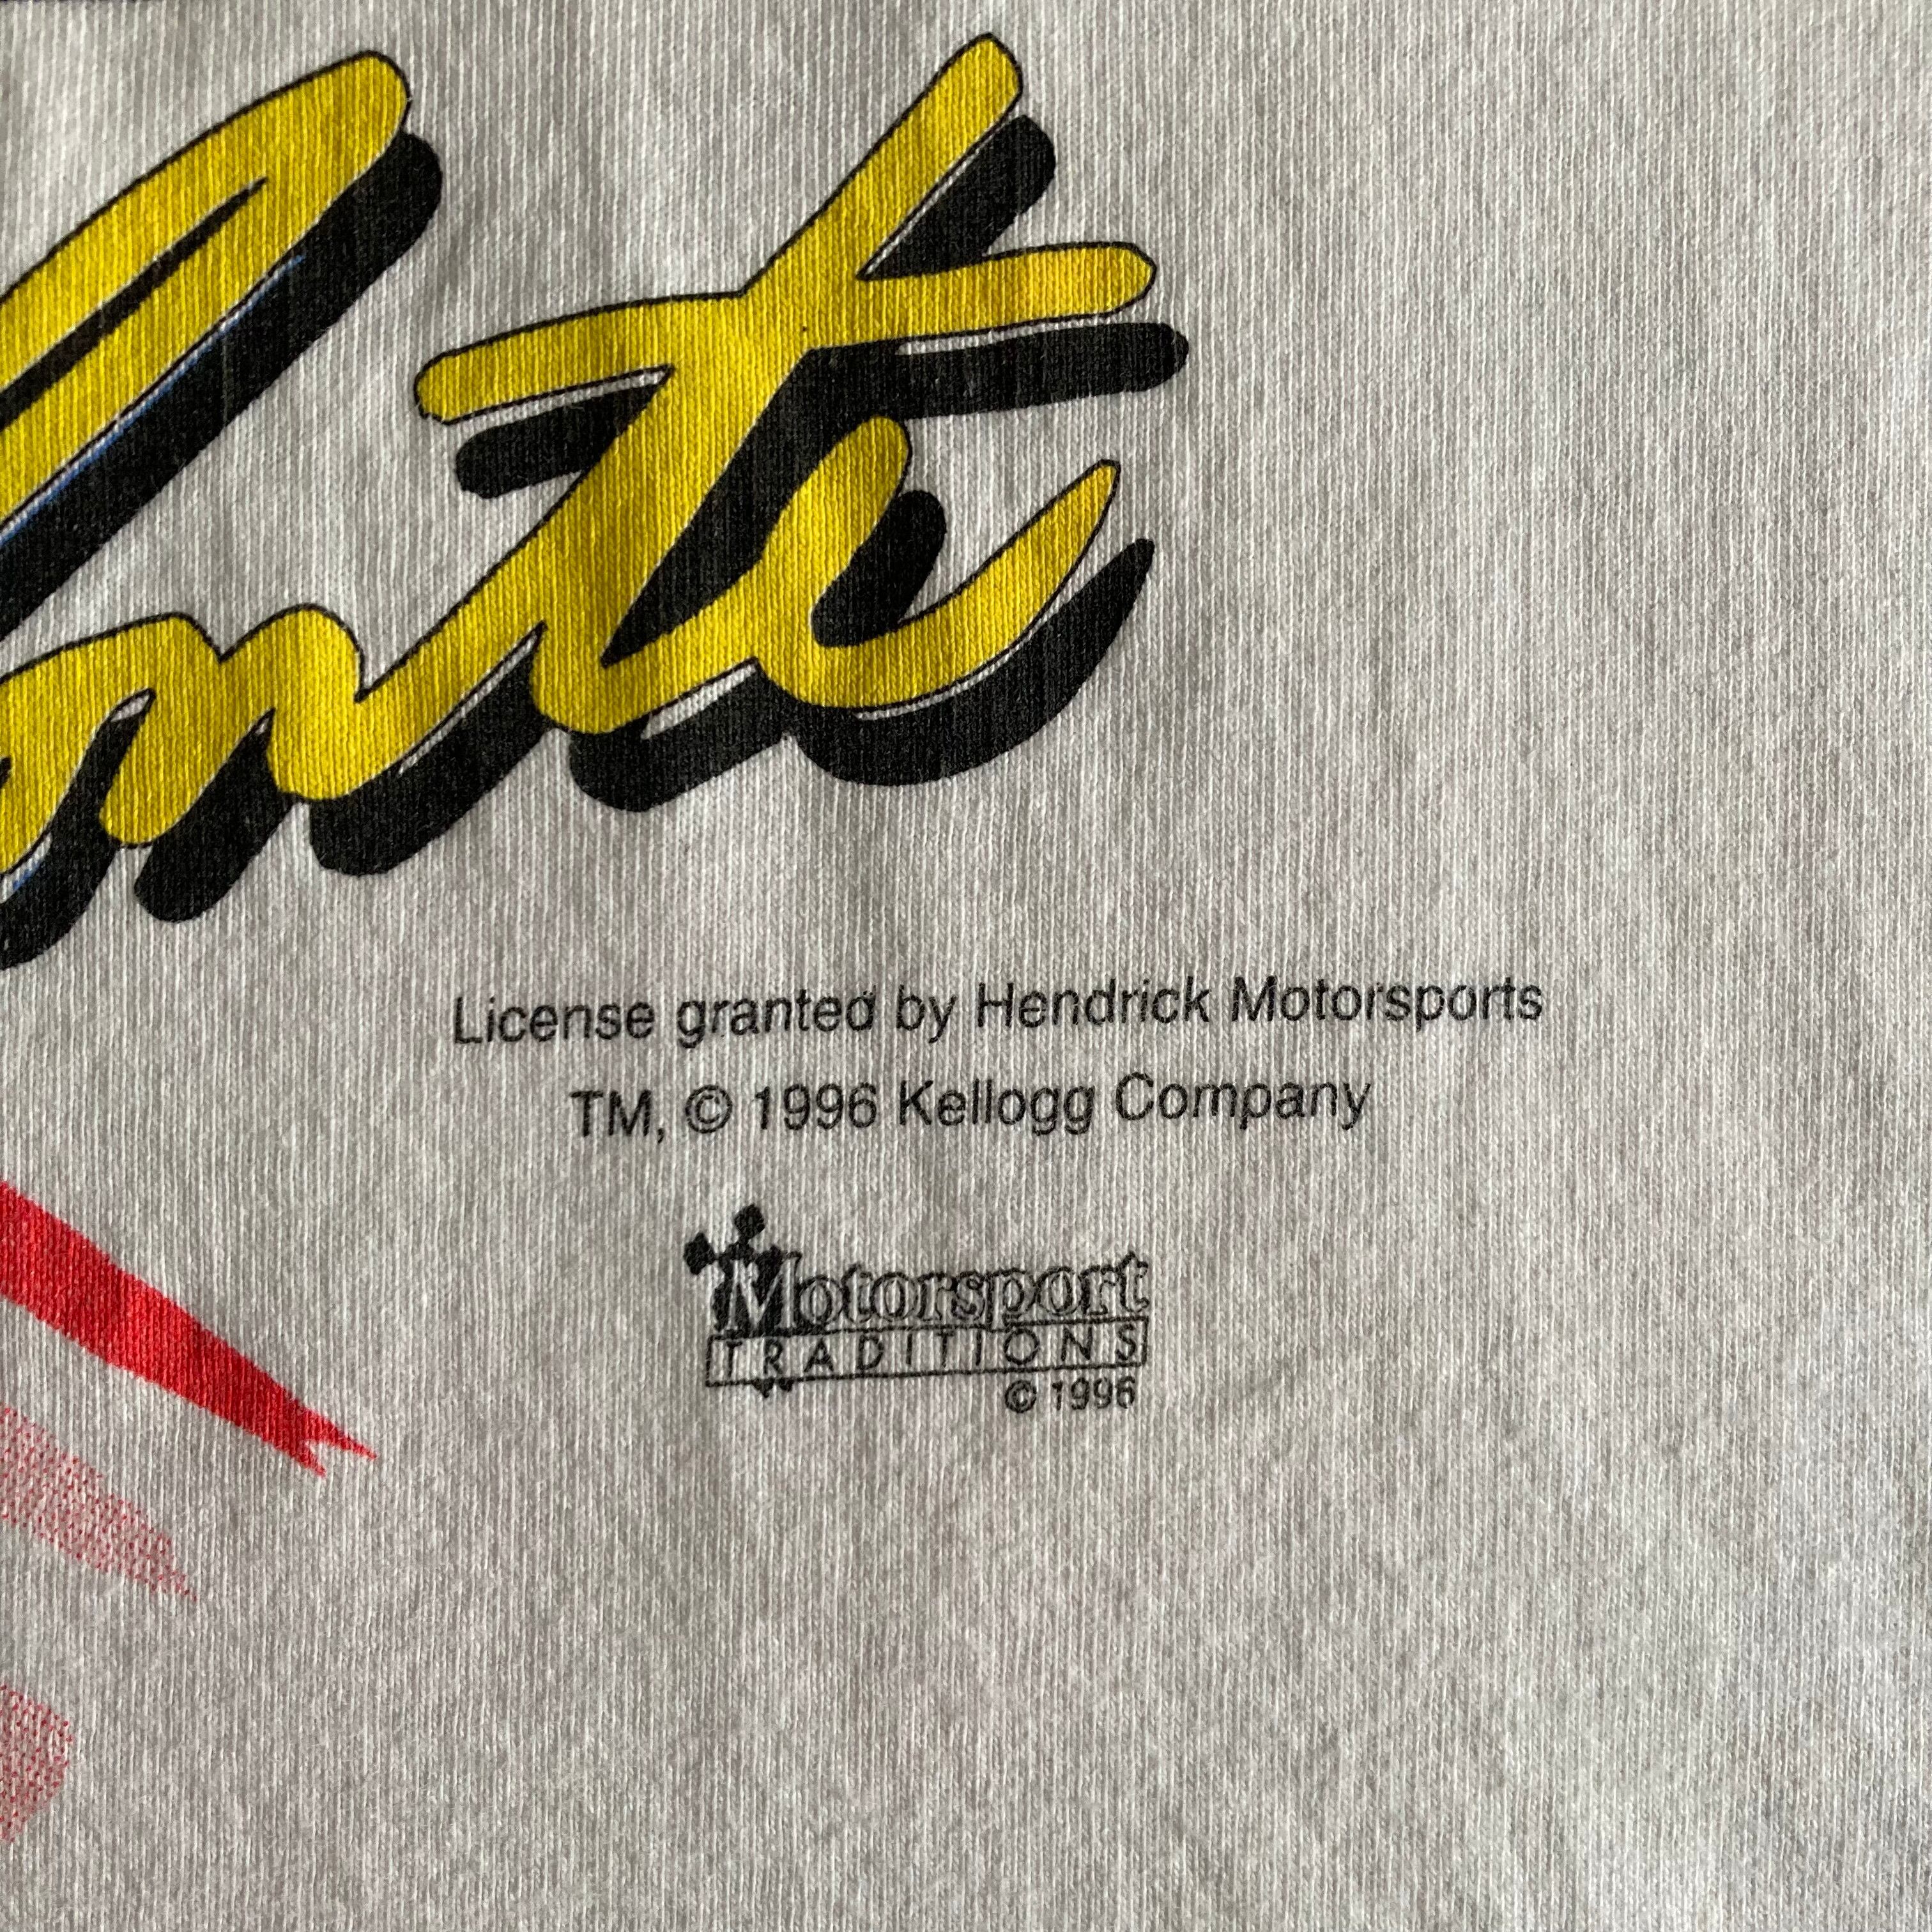 License granted by Hendrick Motorsports
TM, © 1996 Kellogg Company
Motorsport
TRADITIONS
© 1996